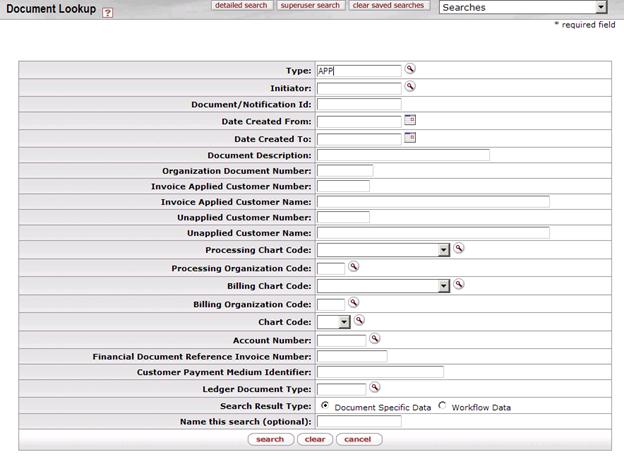 Document Lookup ? detailed search superuser search clear saved searches Searches
* required field
Type: APP
Initiator:
Document/Notification Id:
Date Created From:
Date Created To:
Document Description:
Organization Document Number:
Invoice Applied Customer Number:
Invoice Applied Customer Name:
Unapplied Customer Number:
Unapplied Customer Name:
Processing Chart Code:
Processing Organization Code:
Billing Chart Code:
Billing Organization Code:
Chart Code:
Account Number:
Financial Document Reference Invoice Number:
Customer Payment Medium Identifier:
Ledger Document Type:
Search Result Type: Document Specific Data Workflow Data
Name this search (optional):
search clear cancel